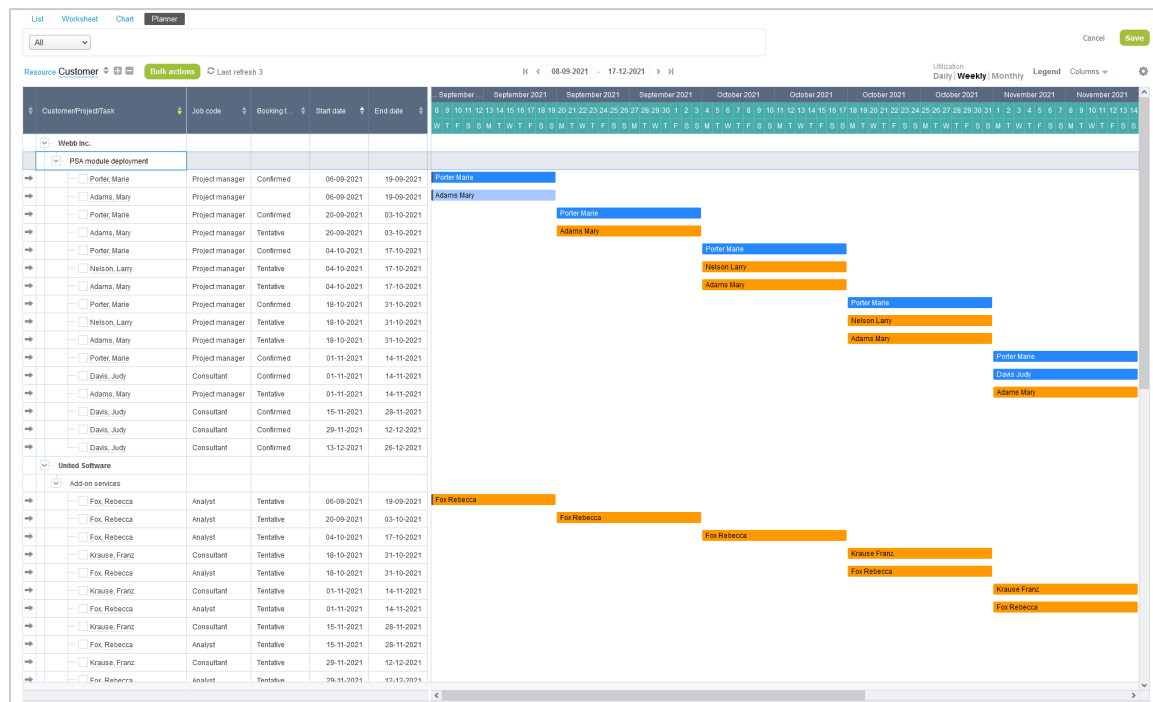 List Worksheet Chart Planner
All
Cancel Save
Resource Customer Bulk actions Last refresh 3 08-09-2021 - 17-12-2021 Utilization Daily Weekly Monthly Legend Columns
.. September ... September 2021 September 2021 September 2021 October 2021 October 2021 October 2021 October 2021 November 2021 November 2021
Customer/Project/Task Job code Booking t... Start date End date
8 9 10 11 12 13 14 15 16 17 18 19 20 21 22 23 24 25 26 27 28 29 30 1 2 3 4 5 6 7 8 9 10 11 12 13 14 15 16 17 18 19 20 21 22 23 24 25 26 27 28 29 30 31 1 2 3 4 5 6 7 8 9 10 11 12 13 14
W T F S S M T W T F S S M T W T F S S M T W T F S S M T W T F S S M T W T F S S M T W T F S S M T W T F S S M T W T F S S M T W T F S S
Webb Inc.
PSA module deployment
Porter, Marie Project manager Confirmed 06-09-2021 19-09-2021 Porter Marie
Adams, Mary Project manager 06-09-2021 19-09-2021 Adams Mary
Porter, Marie Project manager Confirmed 20-09-2021 03-10-2021 Porter Marie
Adams, Mary Project manager Tentative 20-09-2021 03-10-2021 Adams Mary
Porter, Marie Project manager Confirmed 04-10-2021 17-10-2021 Porter Marie
Nelson, Larry Project manager Tentative 04-10-2021 17-10-2021 Nelson Larry
Adams, Mary Project manager Tentative 04-10-2021 17-10-2021 Adams Mary
Porter, Marie Project manager Confirmed 18-10-2021 31-10-2021 Porter Marie
Nelson, Larry Project manager Tentative 18-10-2021 31-10-2021 Nelson Larry
Adams, Mary Project manager Tentative 18-10-2021 31-10-2021 Adams Mary
Porter, Marie Project manager Confirmed 01-11-2021 14-11-2021 Porter Marie
Davis, Judy Consultant Confirmed 01-11-2021 14-11-2021 Davis Judy
Adams, Mary Project manager Tentative 01-11-2021 14-11-2021 Adams Mary
Davis, Judy Consultant Confirmed 15-11-2021 28-11-2021
Davis, Judy Consultant Confirmed 29-11-2021 12-12-2021
Davis, Judy Consultant Confirmed 13-12-2021 26-12-2021
United Software
Add-on services
Fox, Rebecca Analyst Tentative 06-09-2021 19-09-2021 Fox Rebecca
Fox, Rebecca Analyst Tentative 20-09-2021 03-10-2021 Fox Rebecca
Fox, Rebecca Analyst Tentative 04-10-2021 17-10-2021 Fox Rebecca
Krause, Franz Consultant Tentative 18-10-2021 31-10-2021 Krause Franz
Fox, Rebecca Analyst Tentative 18-10-2021 31-10-2021 Fox Rebecca
Krause, Franz Consultant Tentative 01-11-2021 14-11-2021 Krause Franz
Fox, Rebecca Analyst Tentative 01-11-2021 14-11-2021 Fox Rebecca
Krause, Franz Consultant Tentative 15-11-2021 28-11-2021
Fox, Rebecca Analyst Tentative 15-11-2021 28-11-2021
Krause, Franz Consultant Tentative 29-11-2021 12-12-2021
Fox, Rebecca Analyst Tentative 29-11-2021 12-12-2021